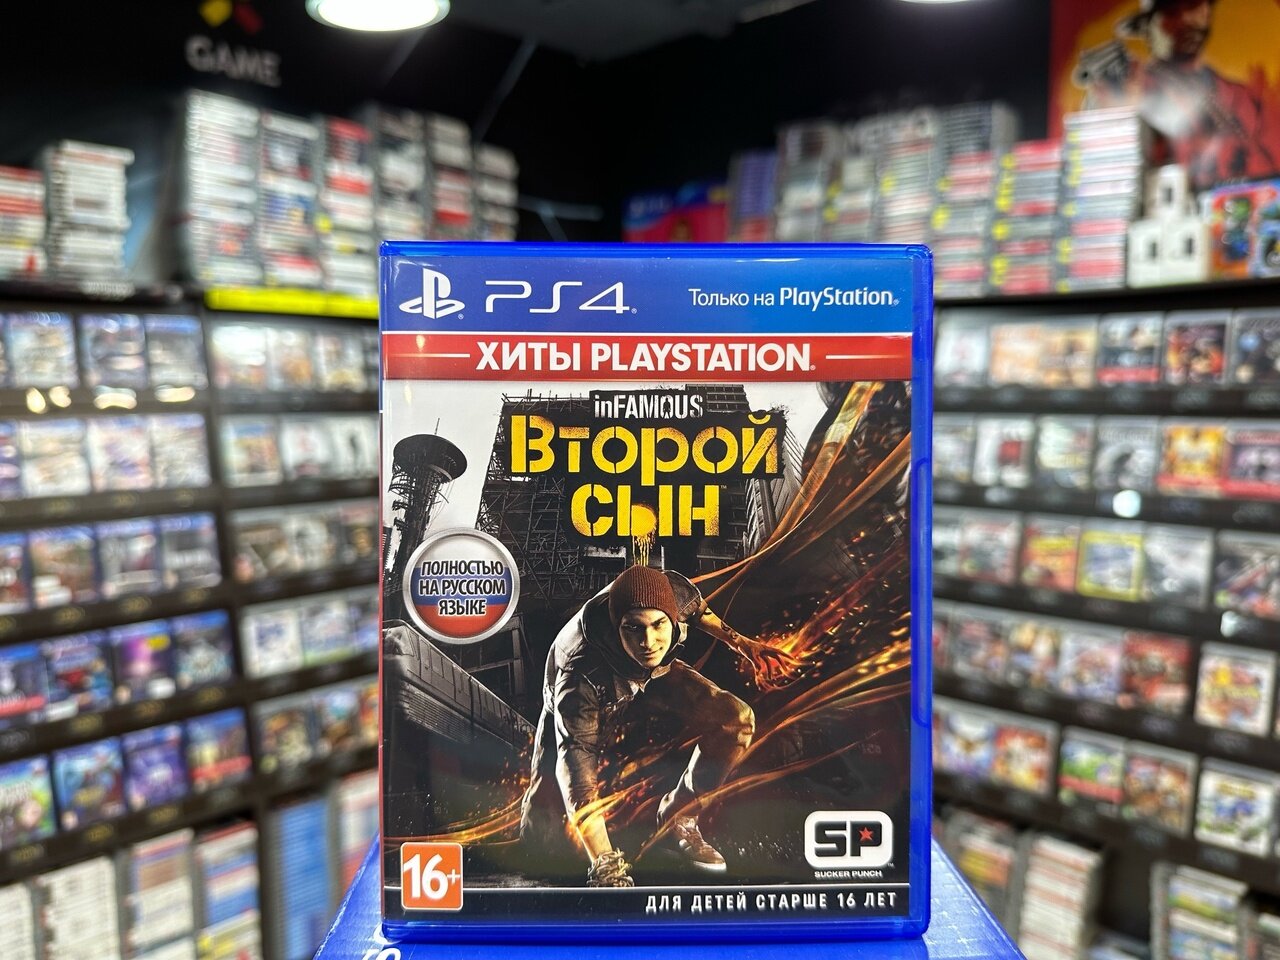 GAME
PS4
Только на PlayStation
ХИТЫ PLAYSTATION
inFAMOUS
Второй
сын
ПОЛНОСТЬЮ
НА РУССКОМ
ЯЗЫКЕ
SP
SUCKER PUNCH
16+
ДЛЯ ДЕТЕЙ СТАРШЕ 16 ЛЕТ